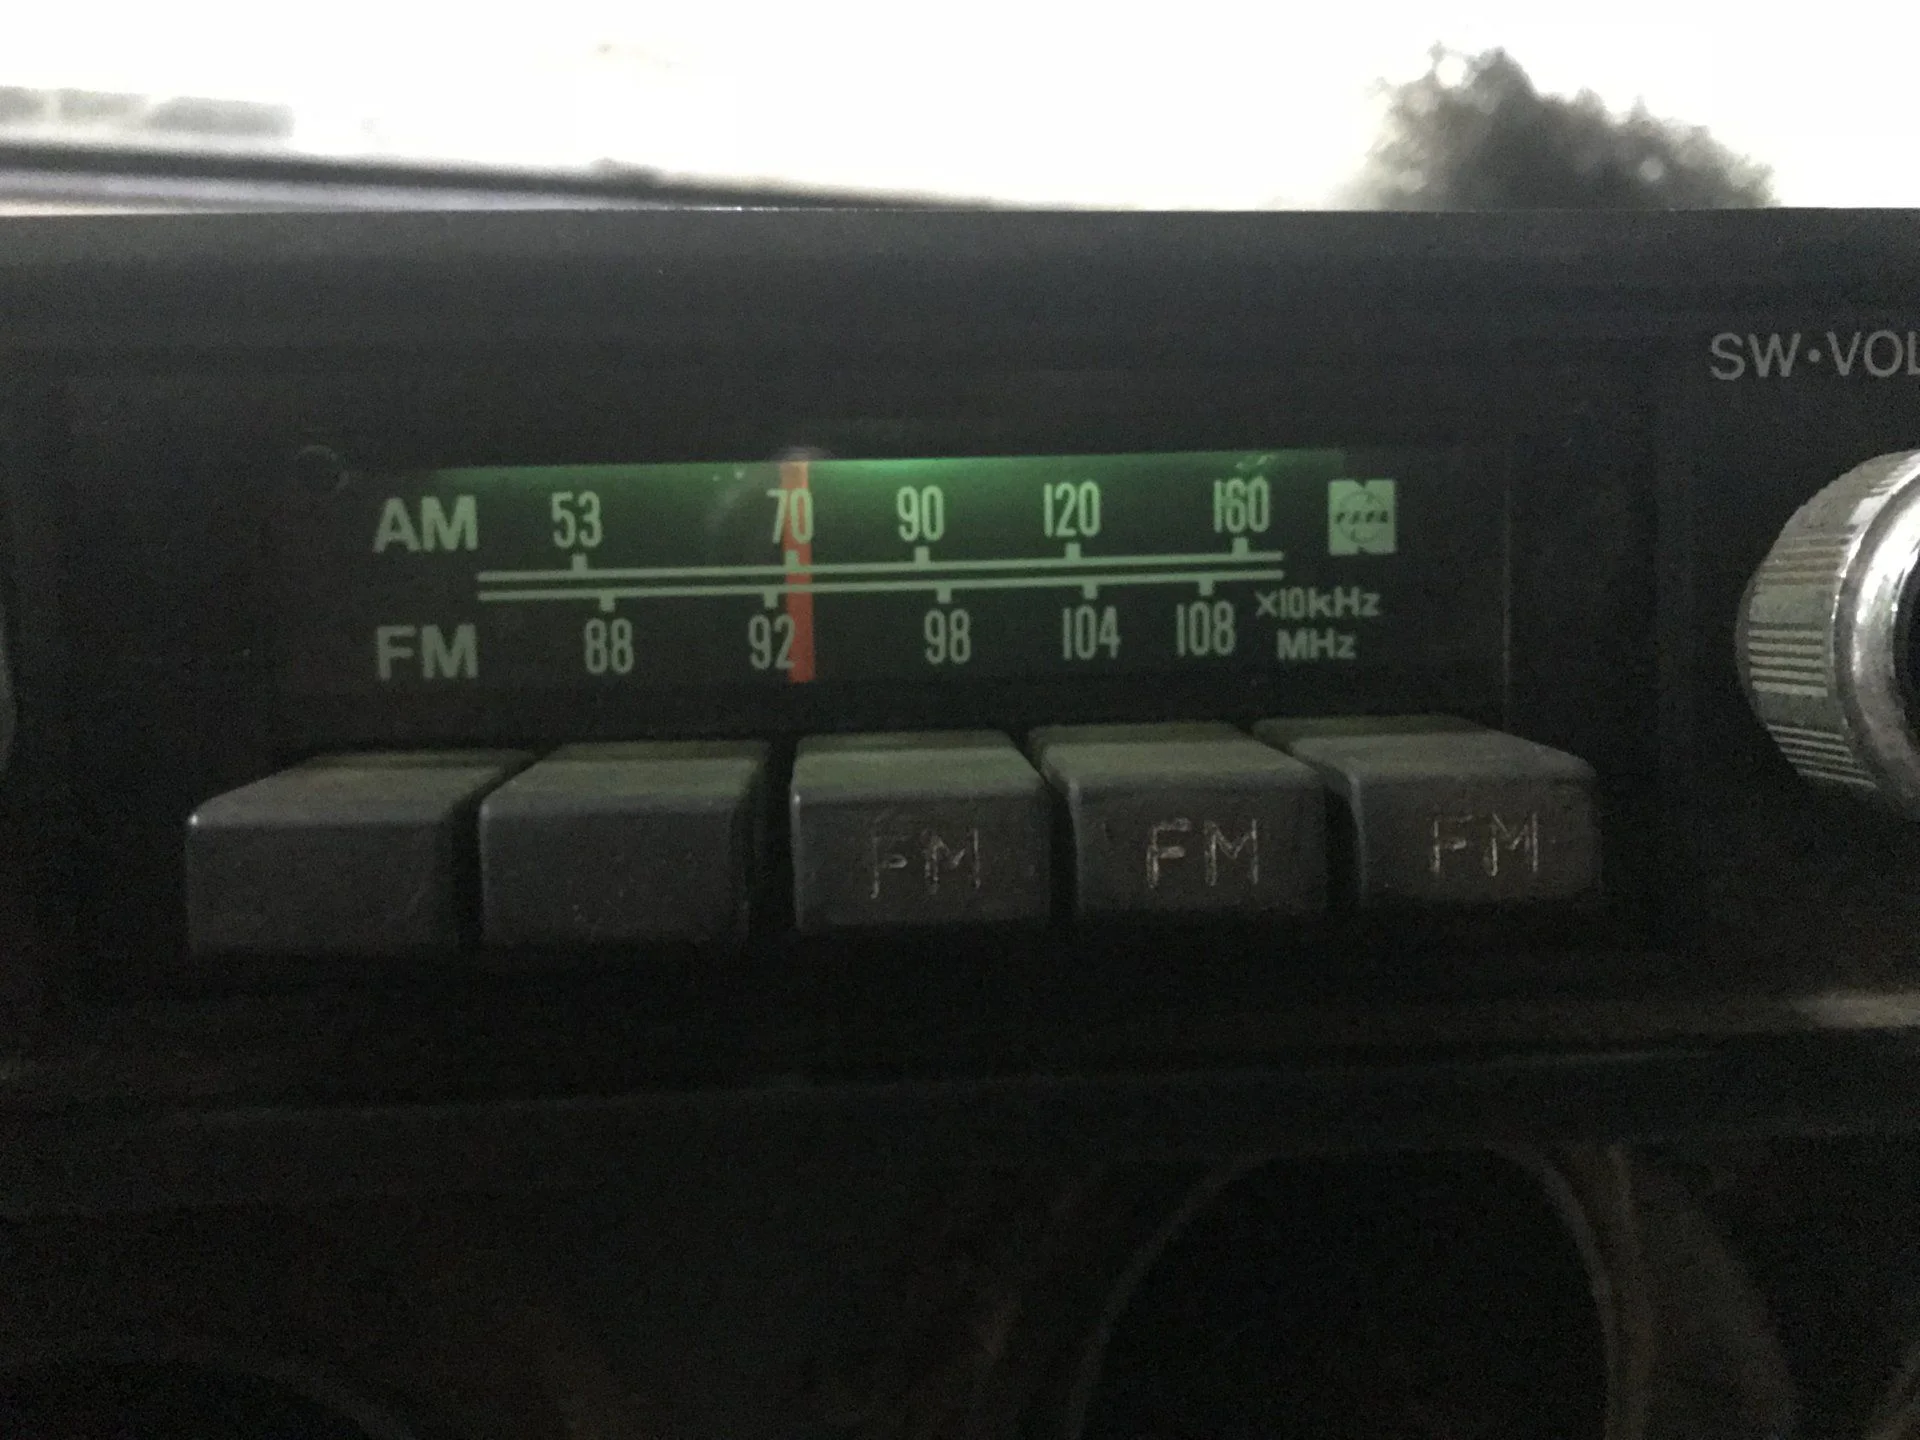 SW·VOL
AM 53 70 90 120 160
×10kHz
FM 88 92 98 104 108 MHz
FM FM FM